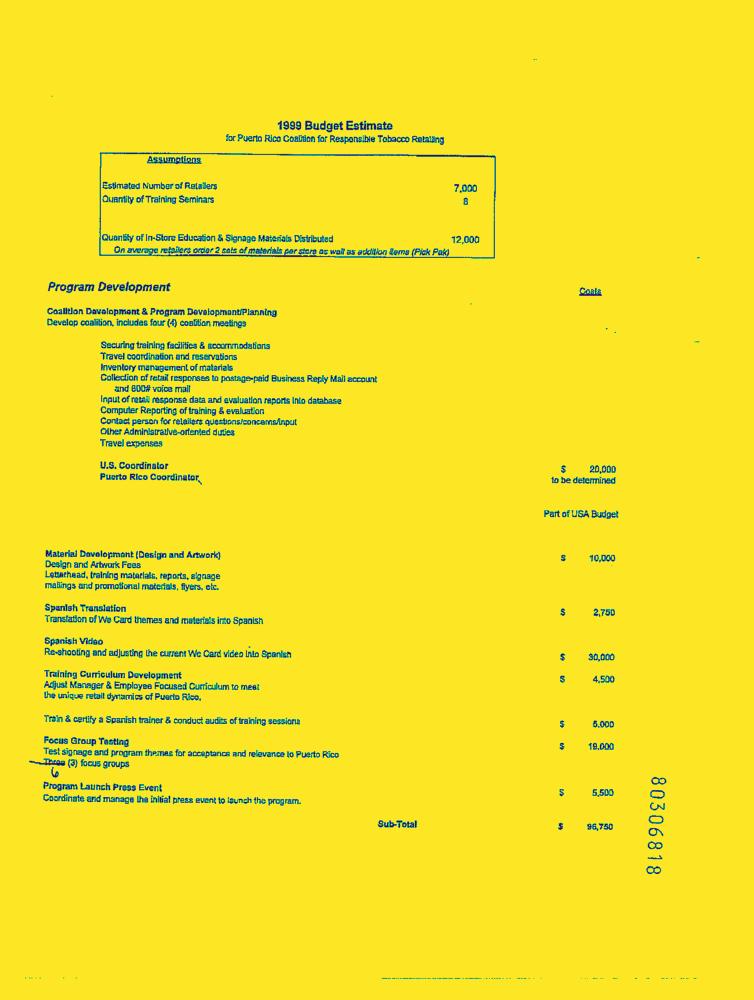 1999 Budget Estimate
for Puerto Rico Coalition for Responsible Tobacco Retailing
Assumptions
Estimated Number of Retailers 7,000
Quantity of Training Seminars 8
Quantity of In-Store Education & Signage Materials Distributed 12,000
On average retailers order 2 sets of materials per store as well as addition items (Pick Pak)
Program Development
Costs
Coalition Development & Program Development/Planning
Develop coalition, includes four (4) coalition meetings
Securing training facilities & accommodations
Travel coordination and reservations
Inventory management of materials
Collection of retail responses to postage-paid Business Reply Mail account
and 800# voice mail
Input of retail response data and evaluation reports into database
Computer Reporting of training & evaluation
Contact person for retailers questions/concerns/input
Other Administrative-oriented duties
Travel expenses
U.S. Coordinator $ 20,000
Puerto Rico Coordinator to be determined
Part of USA Budget
Material Development (Design and Artwork) $ 10,000
Design and Artwork Fees
Letterhead, training materials, reports, signage
mailings and promotional materials, flyers, etc.
Spanish Translation $ 2,750
Translation of We Card themes and materials into Spanish
Spanish Video
Re-shooting and adjusting the current We Card video into Spanish $ 30,000
Training Curriculum Development $ 4,500
Adjust Manager & Employee Focused Curriculum to meet
the unique retail dynamics of Puerto Rico.
Train & certify a Spanish trainer & conduct audits of training sessions $ 5,000
Focus Group Testing $ 19,000
Test signage and program themes for acceptance and relevance to Puerto Rico
Three (3) focus groups
6
Program Launch Press Event $ 5,500
Coordinate and manage the initial press event to launch the program.
Sub-Total $ 96,750
80306818